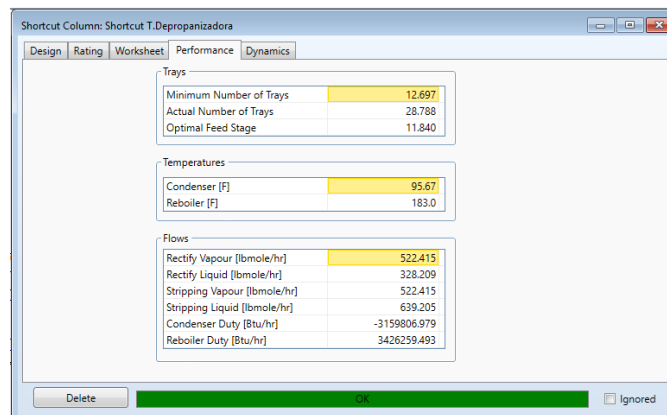 Shortcut Column: Shortcut T.Depropanizadora
Design Rating Worksheet Performance Dynamics
Trays
Minimum Number of Trays 12.697
Actual Number of Trays 28.788
Optimal Feed Stage 11.840
Temperatures
Condenser [F] 95.67
Reboiler [F] 183.0
Flows
Rectify Vapour [lbmole/hr] 522.415
Rectify Liquid [lbmole/hr] 328.209
Stripping Vapour [lbmole/hr] 522.415
Stripping Liquid [lbmole/hr] 639.205
Condenser Duty [Btu/hr] -3159806.979
Reboiler Duty [Btu/hr] 3426259.493
Delete OK Ignored